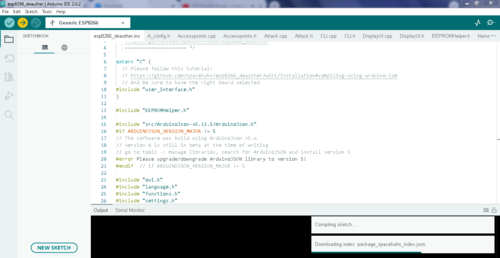 esp8266_deauther | Arduino IDE 2.0.2
File Edit Sketch Tools Help
Generic ESP8266
esp8266_deauther.ino A_config.h Accesspoints.cpp Accesspoints.h Attack.cpp Attack.h CLI.cpp CLI.h DisplayUI.cpp DisplayUI.h EEPROMHelper.h
SKETCHBOOK
4
5 =================== */
6
7 extern "C" {
8 // Please follow this tutorial:
9 // https://github.com/spacehuhn/esp8266_deauther/wiki/Installation#compiling-using-arduino-ide
10 // And be sure to have the right board selected
11 #include "user_interface.h"
12 }
13
14 #include "EEPROMHelper.h"
15
16 #include "src/ArduinoJson-v5.13.5/ArduinoJson.h"
17 #if ARDUINOJSON_VERSION_MAJOR != 5
18 // The software was build using ArduinoJson v5.x
19 // version 6 is still in beta at the time of writing
20 // go to tools -> Manage Libraries, search for ArduinoJson and install version 5
21 #error Please upgrade/downgrade ArduinoJSON library to version 5!
22 #endif // if ARDUINOJSON_VERSION_MAJOR != 5
23
24 #include "oui.h"
25 #include "language.h"
26 #include "functions.h"
27 #include "settings.h"
NEW SKETCH
Output Serial Monitor
Compiling sketch...
Downloading index: package_spacehuhn_index.json